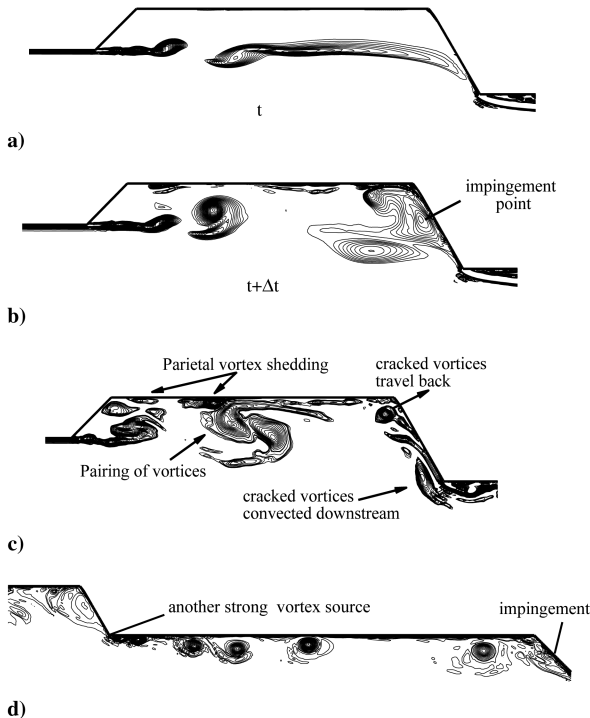 t
a)
impingement
point
t+Δt
b)
Parietal vortex shedding
cracked vortices
travel back
Pairing of vortices
cracked vortices
convected downstream
c)
another strong vortex source
impingement
d)